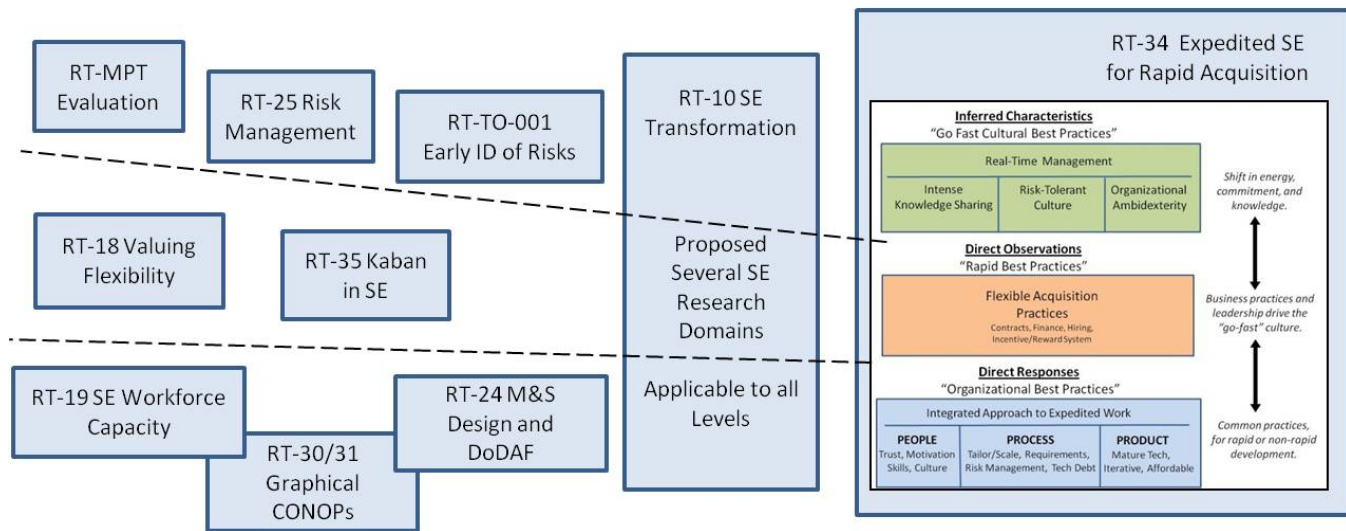 RT-MPT
Evaluation
RT-25 Risk
Management
RT-TO-001
Early ID of Risks
RT-18 Valuing
Flexibility
RT-35 Kaban
in SE
RT-19 SE Workforce
Capacity
RT-30/31
Graphical
CONOPs
RT-24 M&S
Design and
DoDAF
RT-10 SE
Transformation
Proposed
Several SE
Research
Domains
Applicable to all
Levels
RT-34 Expedited SE
for Rapid Acquisition
Inferred Characteristics
“Go Fast Cultural Best Practices”
Real-Time Management
Intense
Knowledge Sharing
Risk-Tolerant
Culture
Organizational
Ambidexterity
Shift in energy,
commitment, and
knowledge.
Direct Observations
“Rapid Best Practices”
Flexible Acquisition
Practices
Contracts, Finance, Hiring,
Incentive/Reward System
Business practices and
leadership drive the
“go-fast” culture.
Direct Responses
“Organizational Best Practices”
Integrated Approach to Expedited Work
PEOPLE
Trust, Motivation
Skills, Culture
PROCESS
Tailor/Scale, Requirements,
Risk Management, Tech Debt
PRODUCT
Mature Tech,
Iterative, Affordable
Common practices,
for rapid or non-rapid
development.